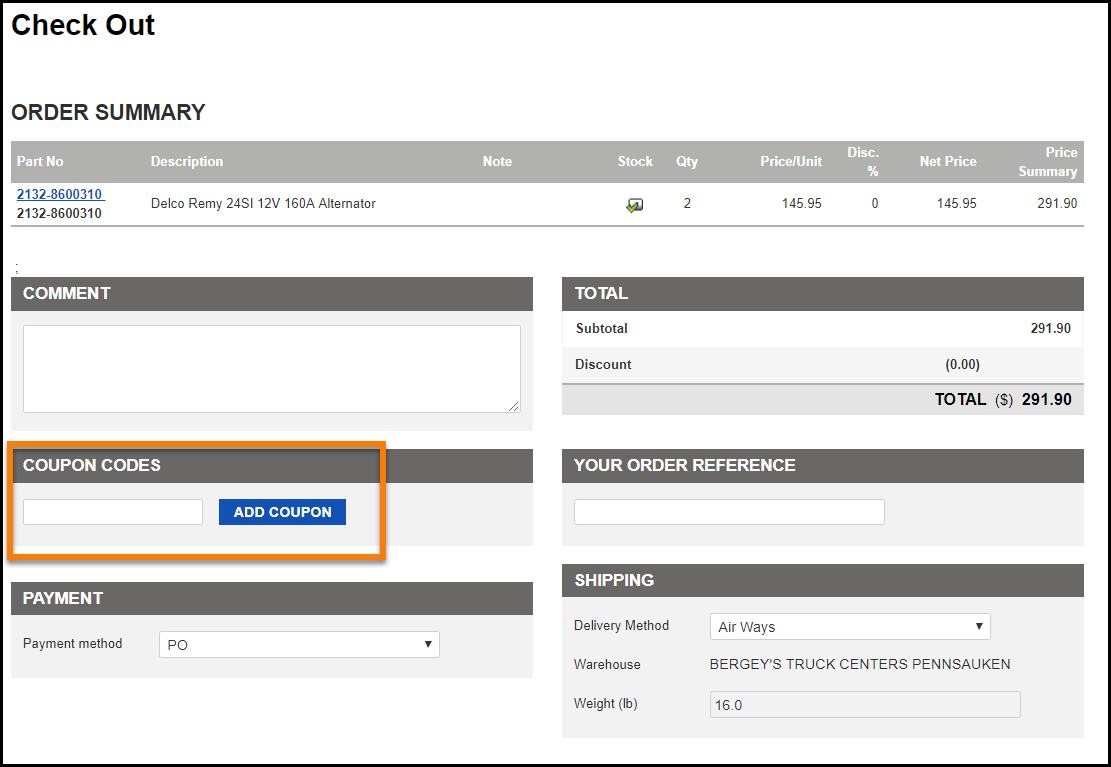 Check Out
ORDER SUMMARY
Part No Description Note Stock Qty Price/Unit Disc. % Net Price Price Summary
2132-8600310
2132-8600310 Delco Remy 24SI 12V 160A Alternator 2 145.95 0 145.95 291.90
;
COMMENT
TOTAL
Subtotal 291.90
Discount (0.00)
TOTAL ($) 291.90
COUPON CODES
ADD COUPON
YOUR ORDER REFERENCE
PAYMENT
Payment method PO
SHIPPING
Delivery Method Air Ways
Warehouse BERGEY'S TRUCK CENTERS PENNSAUKEN
Weight (lb) 16.0